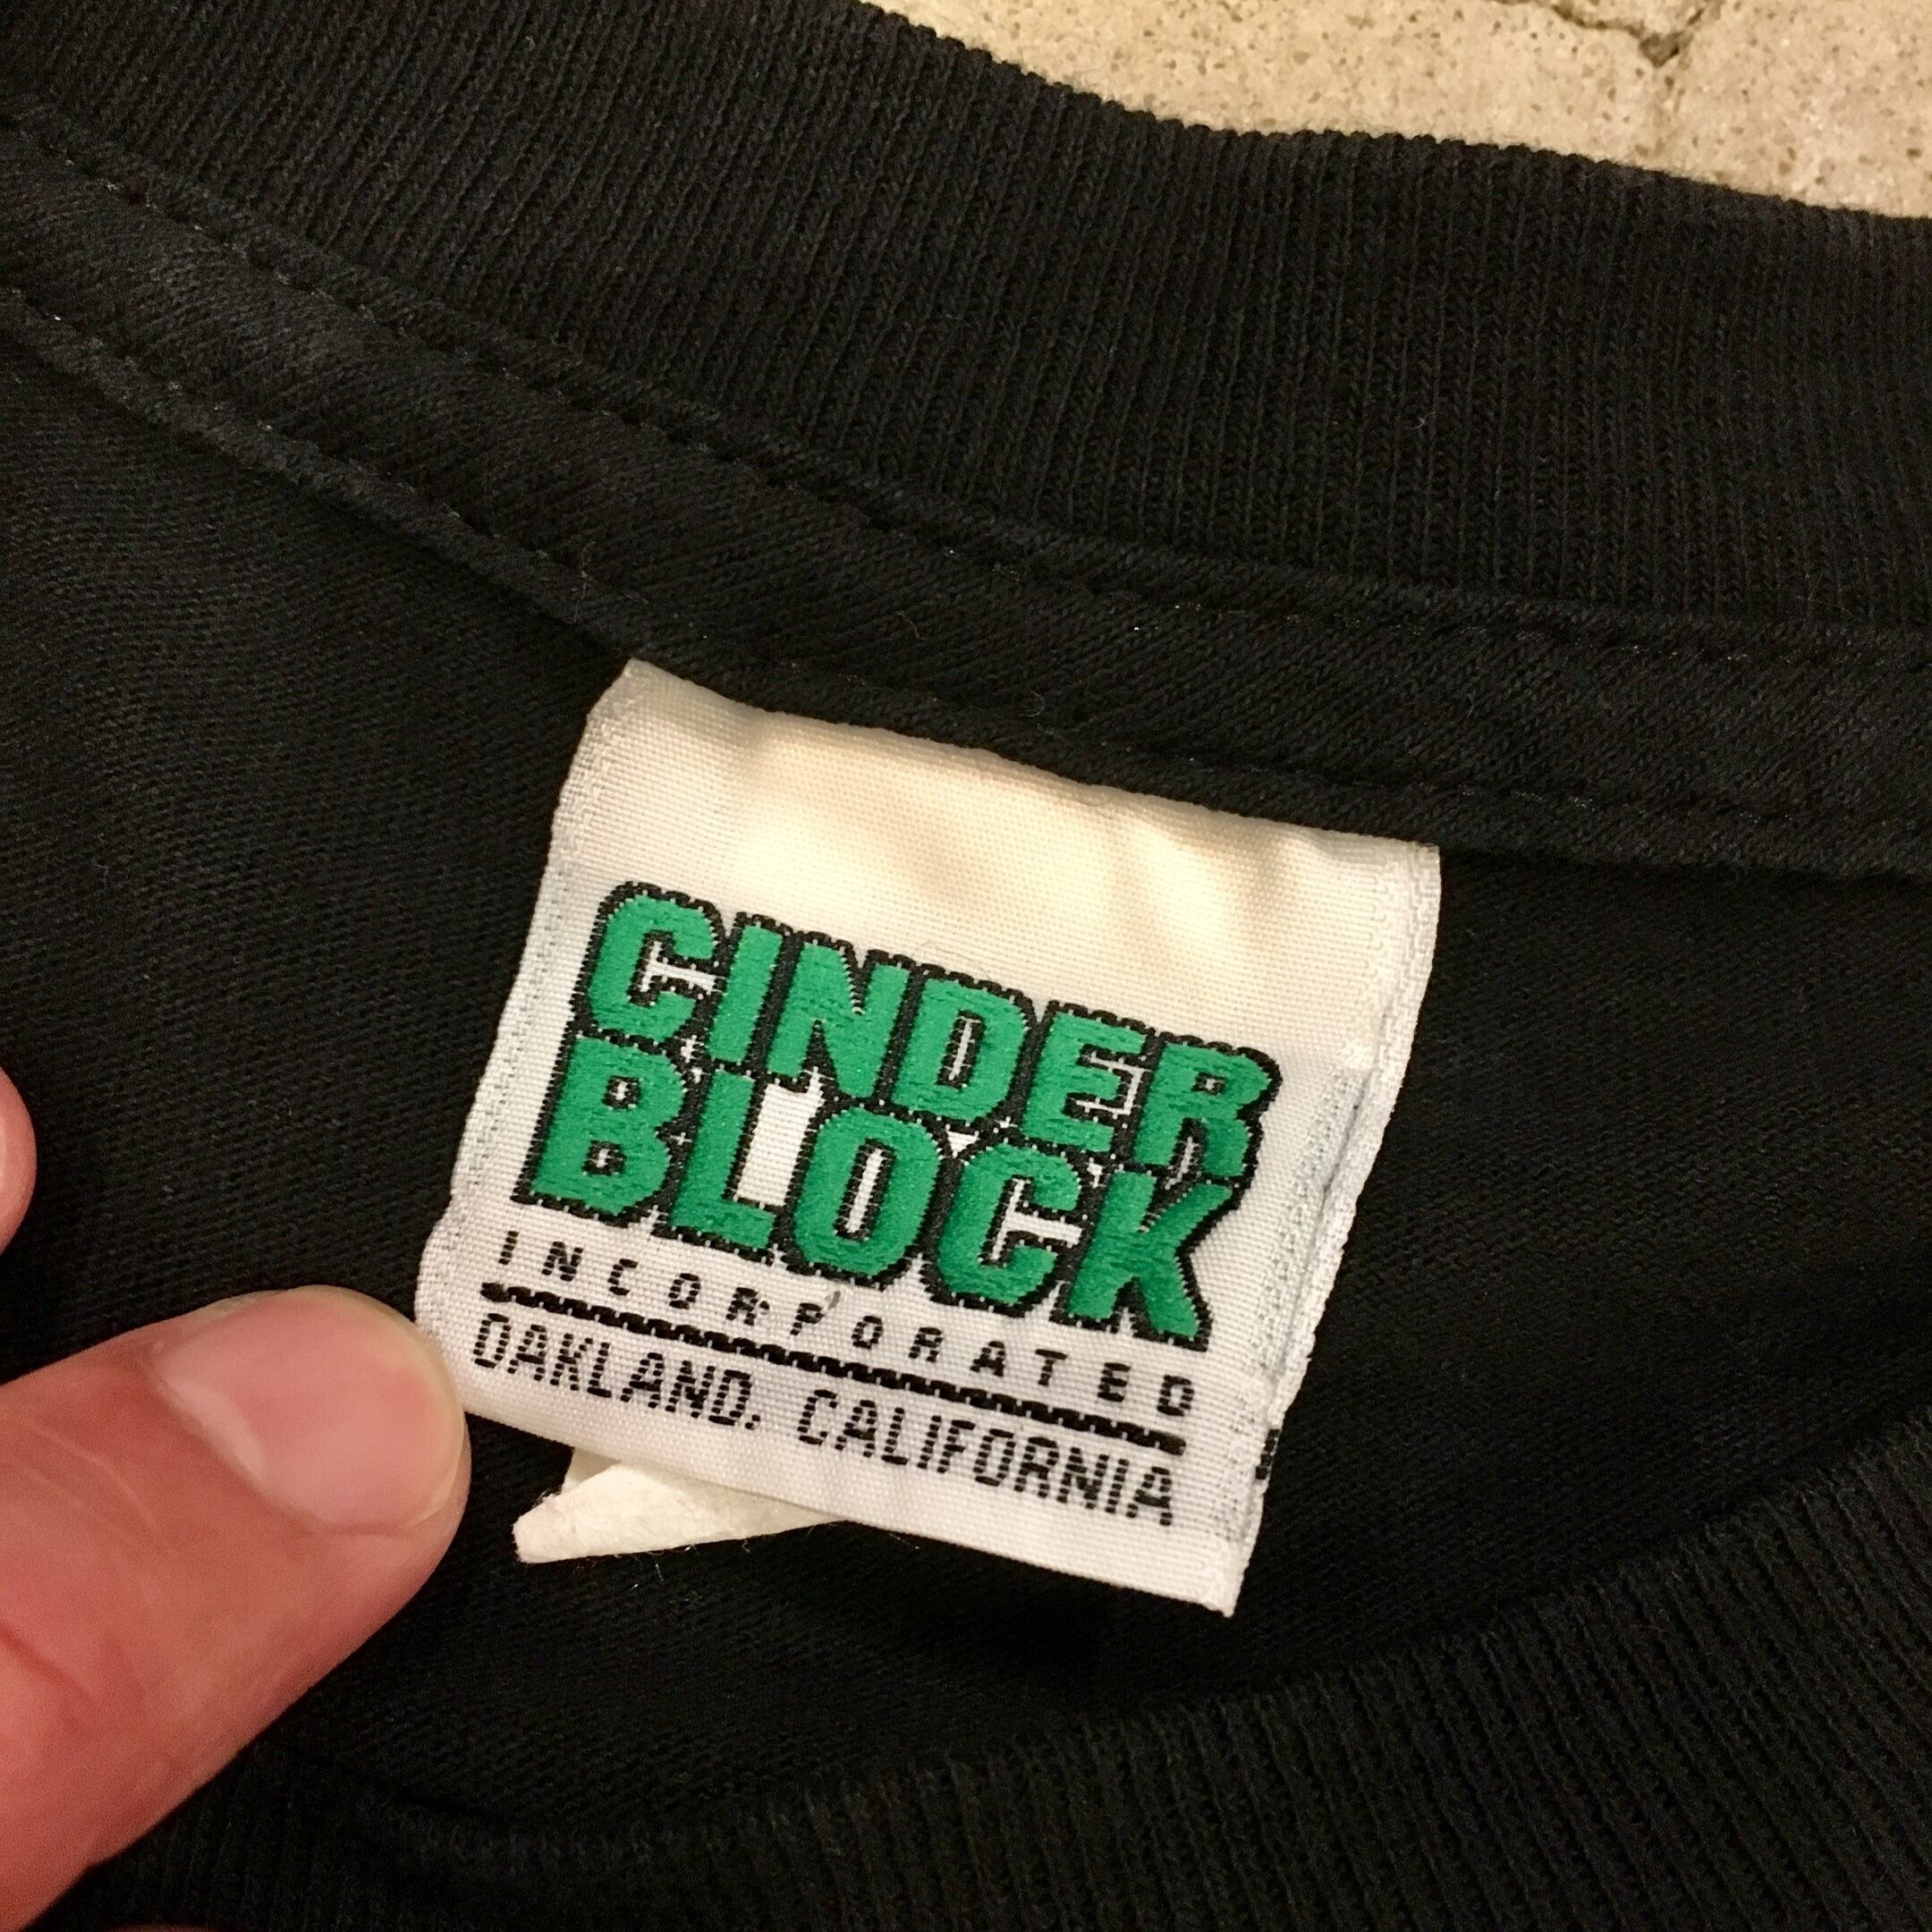 CINDER
BLOCK
INCORPORATED
OAKLAND, CALIFORNIA